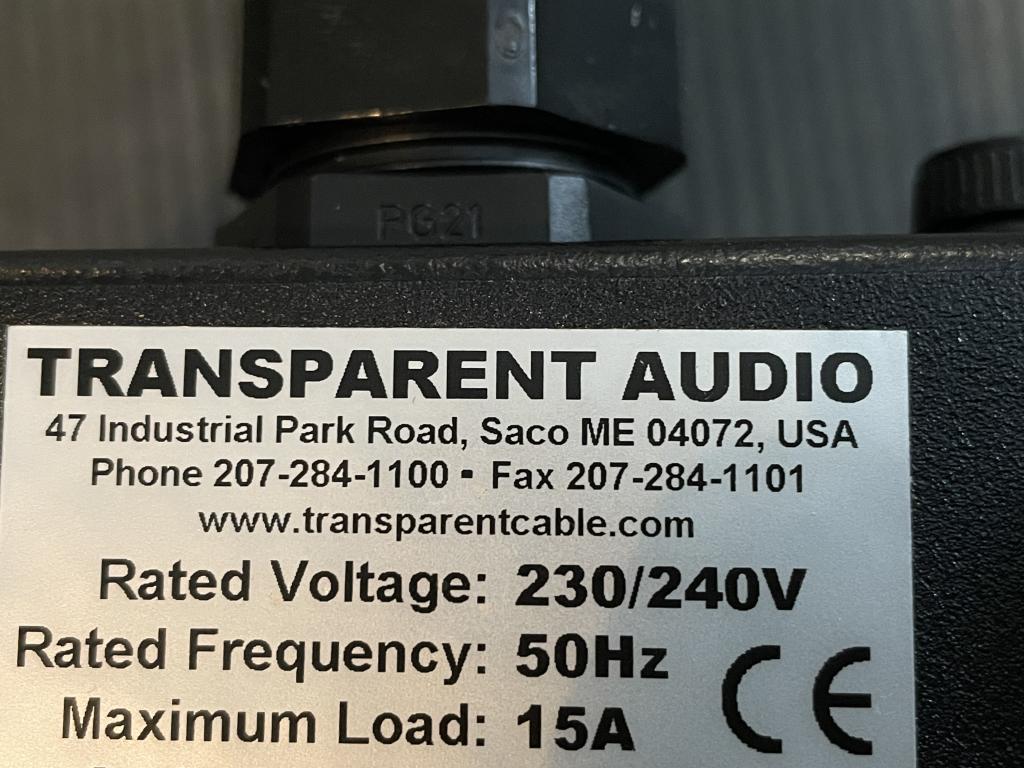 PG21
TRANSPARENT AUDIO
47 Industrial Park Road, Saco ME 04072, USA
Phone 207-284-1100 ▪ Fax 207-284-1101
www.transparentcable.com
Rated Voltage: 230/240V
Rated Frequency: 50Hz
Maximum Load: 15A
CE